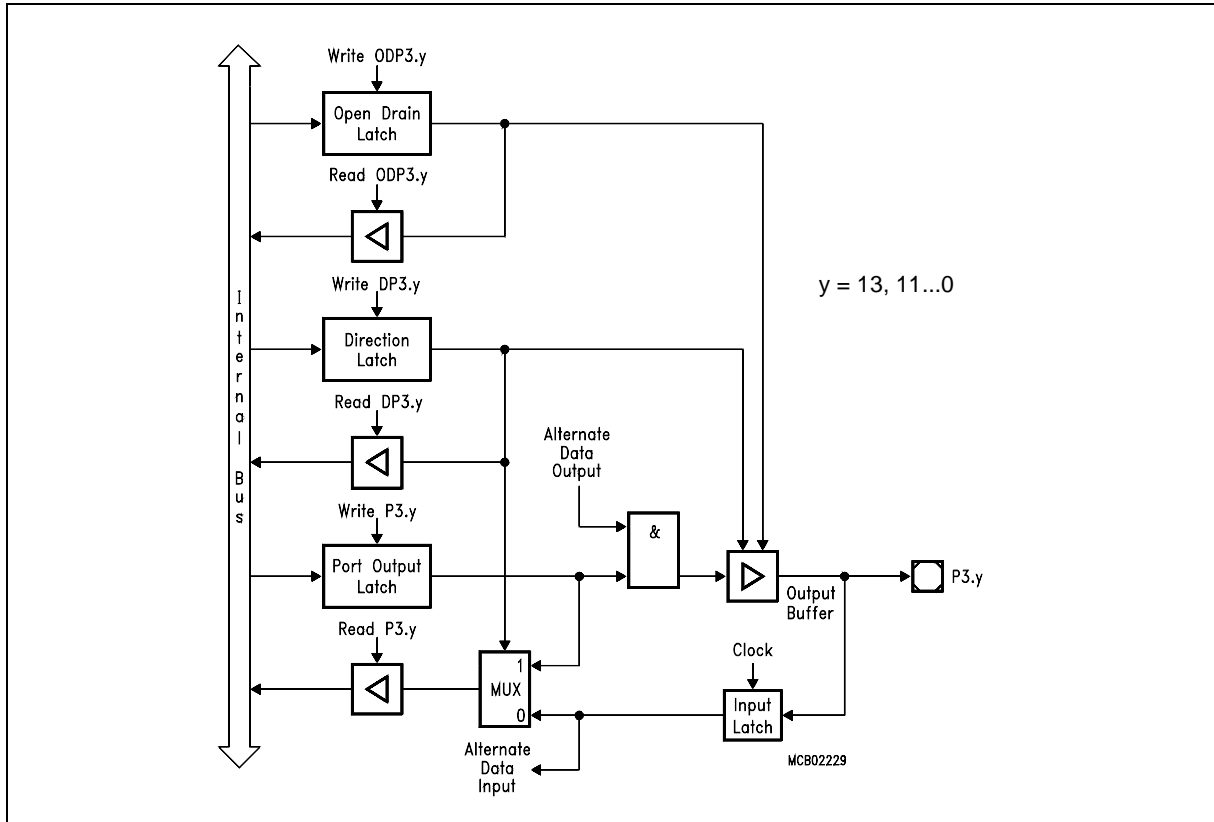 Write ODP3.y
Open Drain
Latch
Read ODP3.y
Write DP3.y
y = 13, 11...0
Internal Bus
Direction
Latch
Read DP3.y
Alternate
Data
Output
Write P3.y
&
Port Output
Latch
P3.y
Output
Buffer
Read P3.y
Clock
1
MUX
0
Input
Latch
Alternate
Data
Input
MCB02229